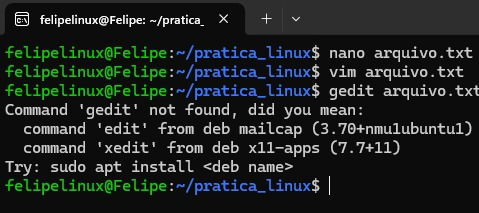 felipelinux@Felipe: ~/pratica_
felipelinux@Felipe:~/pratica_linux$ nano arquivo.txt
felipelinux@Felipe:~/pratica_linux$ vim arquivo.txt
felipelinux@Felipe:~/pratica_linux$ gedit arquivo.txt
Command 'gedit' not found, did you mean:
  command 'edit' from deb mailcap (3.70+nmu1ubuntu1)
  command 'xedit' from deb x11-apps (7.7+11)
Try: sudo apt install <deb name>
felipelinux@Felipe:~/pratica_linux$